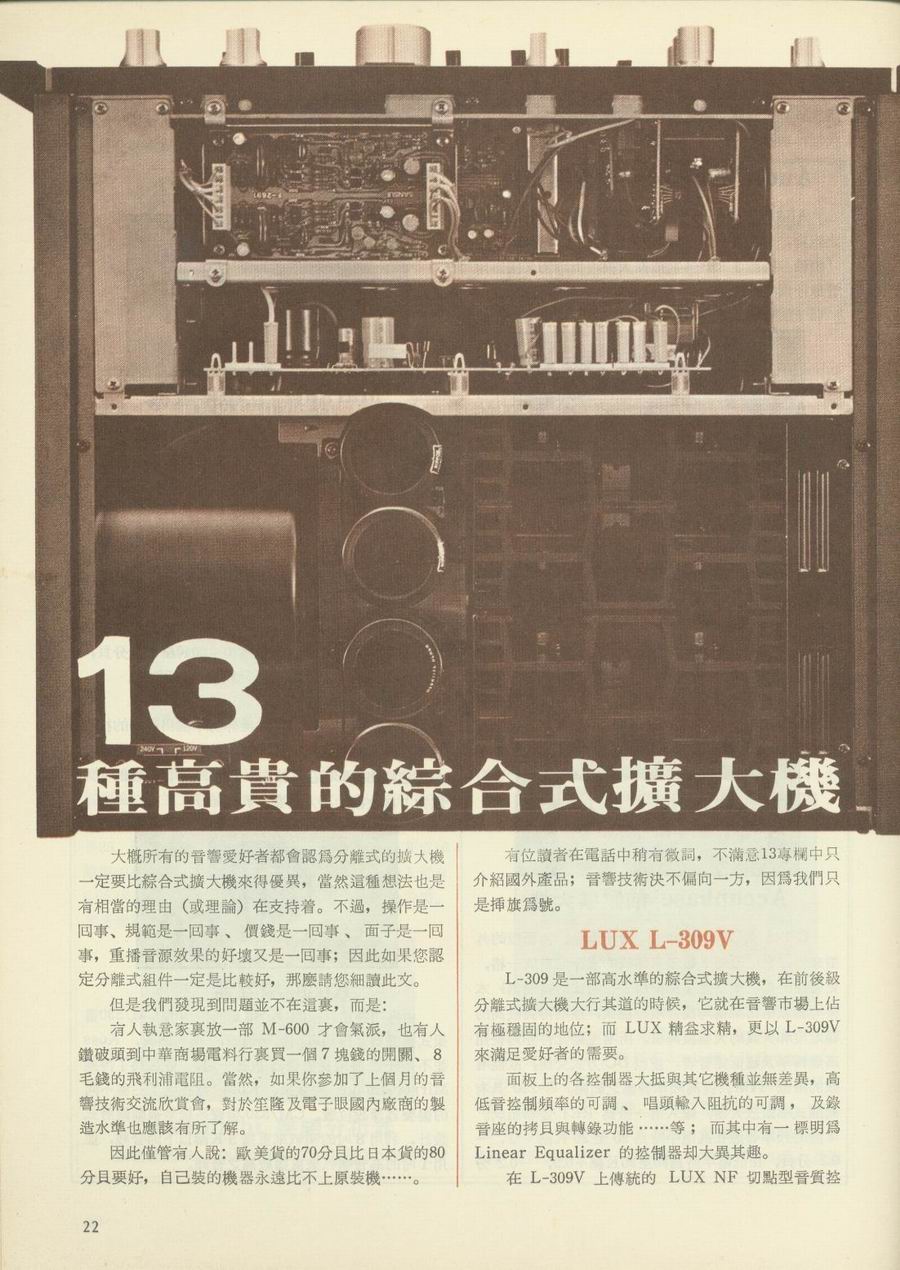 F-2691
SANSUI
13
240V
120V
種高貴的綜合式擴大機
大概所有的音響愛好者都會認爲分離式的擴大機
一定要比綜合式擴大機來得優異，當然這種想法也是
有相當的理由（或理論）在支持着。不過，操作是一
回事、規範是一回事、價錢是一回事、面子是一回
事，重播音源效果的好壞又是一回事；因此如果您認
定分離式組件一定是比較好，那麽請您細讀此文。
但是我們發現到問題並不在這裏，而是：
有人執意家裏放一部 M-600 才會氣派，也有人
鑽破頭到中華商場電料行裏買一個 7 塊錢的開關、8
毛錢的飛利浦電阻。當然，如果你參加了上個月的音
響技術交流欣賞會，對於笙隆及電子眼國內廠商的製
造水準也應該有所了解。
因此僅管有人說：歐美貨的70分貝比日本貨的80
分貝要好，自己裝的機器永遠比不上原裝機……。
有位讀者在電話中稍有微詞，不滿意13專欄中只
介紹國外產品；音響技術決不偏向一方，因爲我們只
是揷旗爲號。
LUX L-309V
L-309 是一部高水準的綜合式擴大機，在前後級
分離式擴大機大行其道的時候，它就在音響市場上佔
有極穩固的地位；而 LUX 精益求精，更以 L-309V
來滿足愛好者的需要。
面板上的各控制器大抵與其它機種並無差異，高
低音控制頻率的可調、唱頭輸入阻抗的可調，及錄
音座的拷貝與轉錄功能……等；而其中有一標明爲
Linear Equalizer 的控制器却大異其趣。
在 L-309V 上傳統的 LUX NF 切點型音質控
22